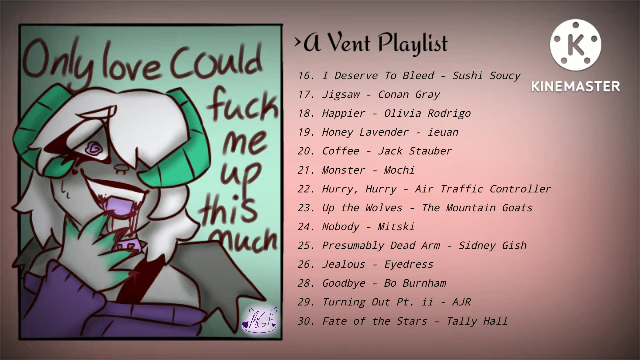 Only love Could
fuck
me
up
this
much
>A Vent Playlist
16. I Deserve To Bleed - Sushi Soucy
17. Jigsaw - Conan Gray
18. Happier - Olivia Rodrigo
19. Honey Lavender - ieuan
20. Coffee - Jack Stauber
21. Monster - Mochi
22. Hurry, Hurry - Air Traffic Controller
23. Up the Wolves - The Mountain Goats
24. Nobody - Mitski
25. Presumably Dead Arm - Sidney Gish
26. Jealous - Eyedress
28. Goodbye - Bo Burnham
29. Turning Out Pt. ii - AJR
30. Fate of the Stars - Tally Hall
K
KINEMASTER